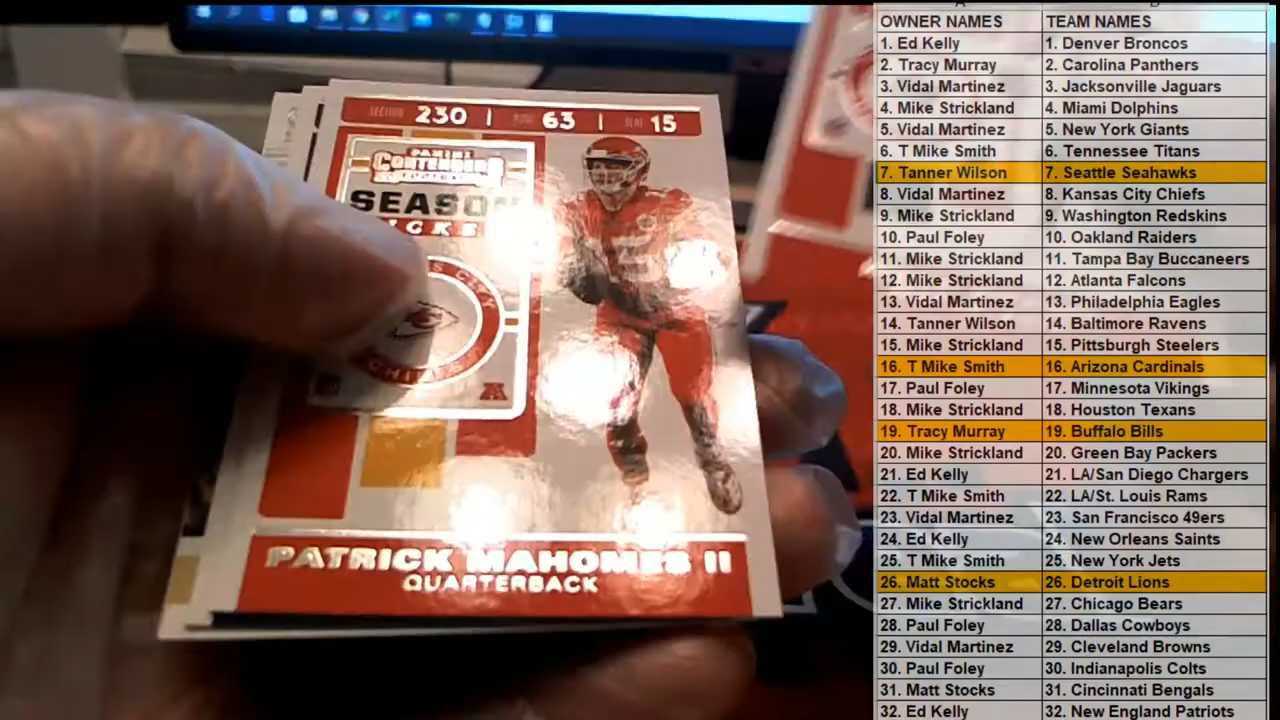 230 | 63 | 15
PANINI
CONTENDERS
FOOTBALL
SEASON
CHIEFS
PATRICK MAHOMES II
QUARTERBACK
OWNER NAMES TEAM NAMES
1. Ed Kelly 1. Denver Broncos
2. Tracy Murray 2. Carolina Panthers
3. Vidal Martinez 3. Jacksonville Jaguars
4. Mike Strickland 4. Miami Dolphins
5. Vidal Martinez 5. New York Giants
6. T Mike Smith 6. Tennessee Titans
7. Tanner Wilson 7. Seattle Seahawks
8. Vidal Martinez 8. Kansas City Chiefs
9. Mike Strickland 9. Washington Redskins
10. Paul Foley 10. Oakland Raiders
11. Mike Strickland 11. Tampa Bay Buccaneers
12. Mike Strickland 12. Atlanta Falcons
13. Vidal Martinez 13. Philadelphia Eagles
14. Tanner Wilson 14. Baltimore Ravens
15. Mike Strickland 15. Pittsburgh Steelers
16. T Mike Smith 16. Arizona Cardinals
17. Paul Foley 17. Minnesota Vikings
18. Mike Strickland 18. Houston Texans
19. Tracy Murray 19. Buffalo Bills
20. Mike Strickland 20. Green Bay Packers
21. Ed Kelly 21. LA/San Diego Chargers
22. T Mike Smith 22. LA/St. Louis Rams
23. Vidal Martinez 23. San Francisco 49ers
24. Ed Kelly 24. New Orleans Saints
25. T Mike Smith 25. New York Jets
26. Matt Stocks 26. Detroit Lions
27. Mike Strickland 27. Chicago Bears
28. Paul Foley 28. Dallas Cowboys
29. Vidal Martinez 29. Cleveland Browns
30. Paul Foley 30. Indianapolis Colts
31. Matt Stocks 31. Cincinnati Bengals
32. Ed Kelly 32. New England Patriots